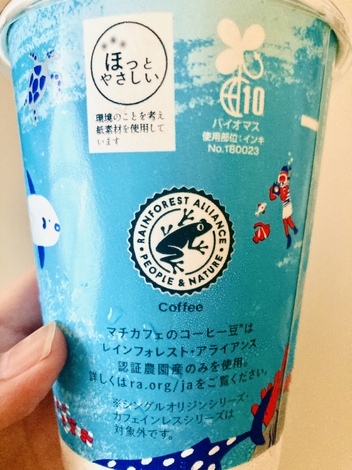 ほっと
やさしい
環境のことを考え
紙素材を使用して
います
10
バイオマス
使用部位:インキ
No.180023
RAINFOREST ALLIANCE
PEOPLE & NATURE
Coffee
マチカフェのコーヒー豆※は
レインフォレスト・アライアンス
認証農園産のみを使用。
詳しくはra.org/jaをご覧ください。
※シングルオリジンシリーズ・
カフェインレスシリーズは
対象外です。